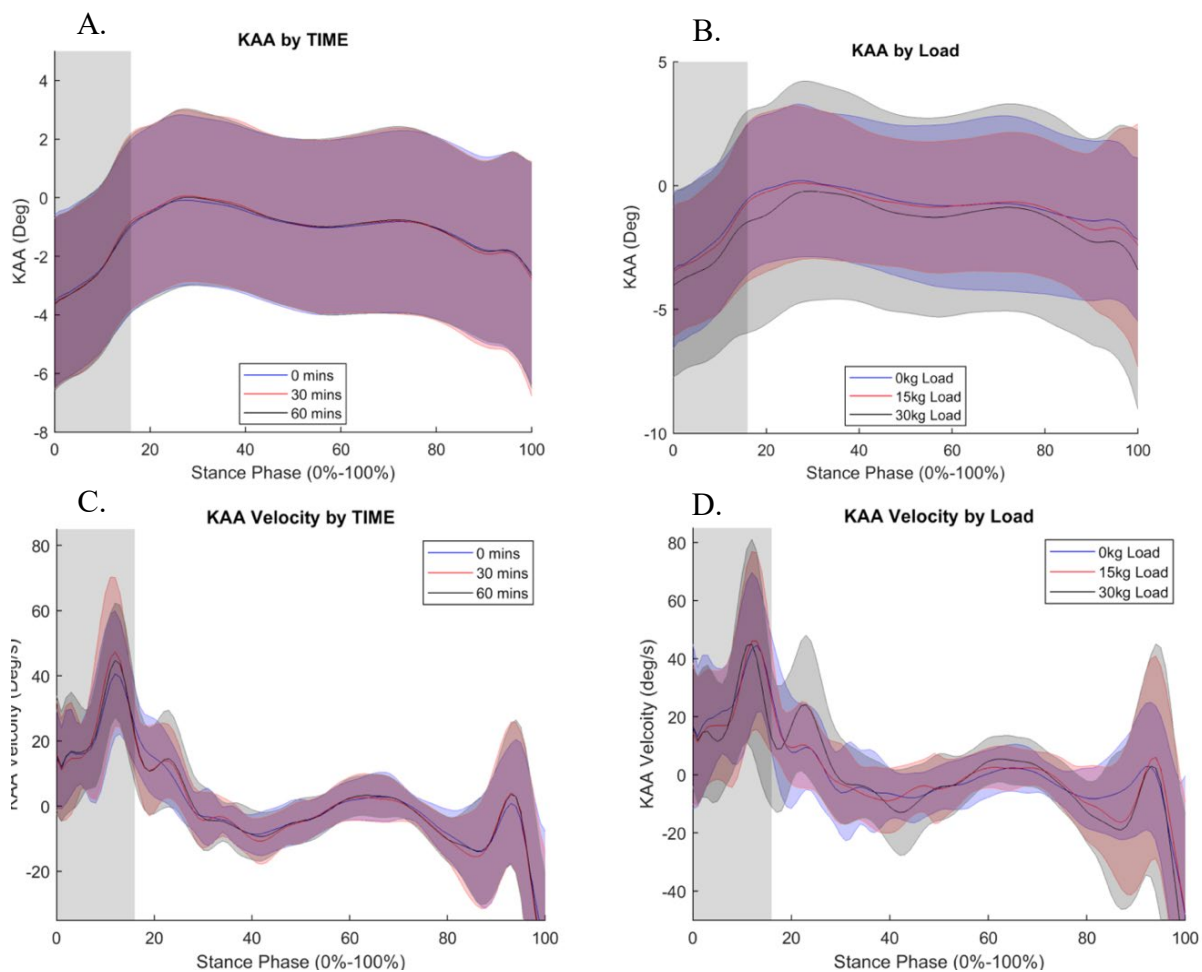 A.
KAA by TIME
4
2
0
-2
-4
-6
-8
KAA (Deg)
0 mins
30 mins
60 mins
0 20 40 60 80 100
Stance Phase (0%-100%)
B.
KAA by Load
5
0
-5
-10
KAA (Deg)
0kg Load
15kg Load
30kg Load
0 20 40 60 80 100
Stance Phase (0%-100%)
C.
KAA Velocity by TIME
80
60
40
20
0
-20
KAA Velcoity (Deg/s)
0 mins
30 mins
60 mins
0 20 40 60 80 100
Stance Phase (0%-100%)
D.
KAA Velocity by Load
80
60
40
20
0
-20
-40
KAA Velcoity (deg/s)
0kg Load
15kg Load
30kg Load
0 20 40 60 80 100
Stance Phase (0%-100%)